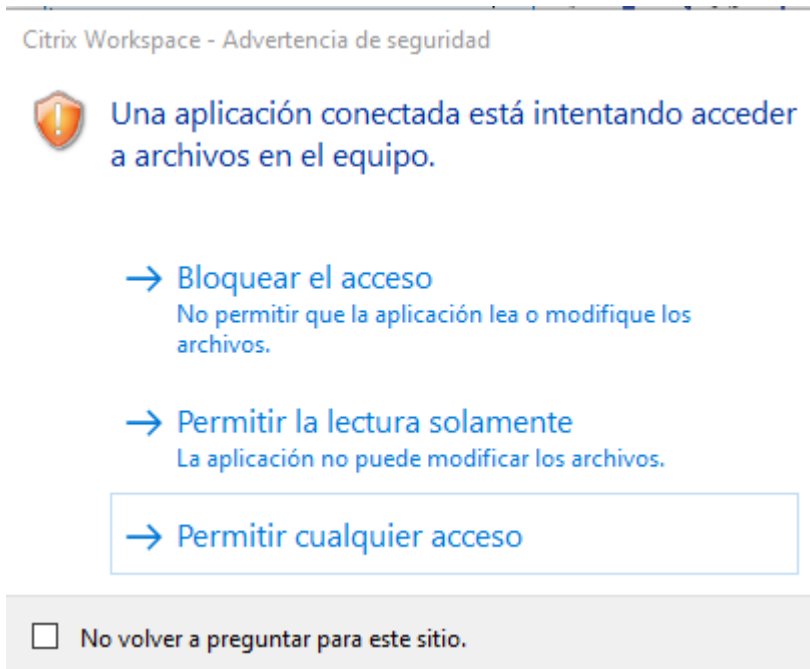 Citrix Workspace - Advertencia de seguridad
Una aplicación conectada está intentando acceder
a archivos en el equipo.
Bloquear el acceso
No permitir que la aplicación lea o modifique los
archivos.
Permitir la lectura solamente
La aplicación no puede modificar los archivos.
Permitir cualquier acceso
No volver a preguntar para este sitio.